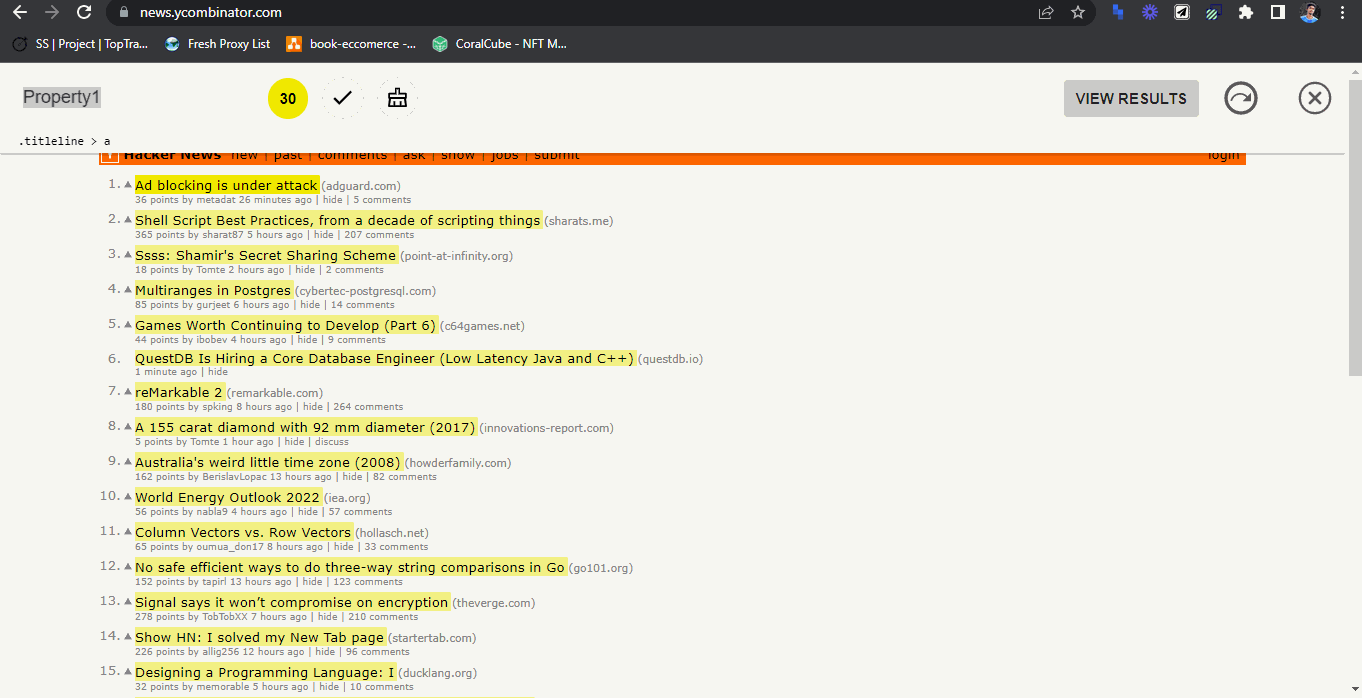 news.ycombinator.com
SS | Project | TopTra... Fresh Proxy List book-eccomerce -... CoralCube - NFT M...
Property1 30 VIEW RESULTS
.titleline > a
Hacker News new | past | comments | ask | show | jobs | submit login
1. Ad blocking is under attack (adguard.com)
36 points by metadat 26 minutes ago | hide | 5 comments
2. Shell Script Best Practices, from a decade of scripting things (sharats.me)
365 points by sharat87 5 hours ago | hide | 207 comments
3. Ssss: Shamir's Secret Sharing Scheme (point-at-infinity.org)
18 points by Tomte 2 hours ago | hide | 2 comments
4. Multiranges in Postgres (cybertec-postgresql.com)
85 points by gurjeet 6 hours ago | hide | 14 comments
5. Games Worth Continuing to Develop (Part 6) (c64games.net)
44 points by ibobev 4 hours ago | hide | 9 comments
6. QuestDB Is Hiring a Core Database Engineer (Low Latency Java and C++) (questdb.io)
1 minute ago | hide
7. reMarkable 2 (remarkable.com)
180 points by spking 8 hours ago | hide | 264 comments
8. A 155 carat diamond with 92 mm diameter (2017) (innovations-report.com)
5 points by Tomte 1 hour ago | hide | discuss
9. Australia's weird little time zone (2008) (howderfamily.com)
162 points by BerislavLopac 13 hours ago | hide | 82 comments
10. World Energy Outlook 2022 (iea.org)
56 points by nabla9 4 hours ago | hide | 57 comments
11. Column Vectors vs. Row Vectors (hollasch.net)
65 points by oumua_don17 8 hours ago | hide | 33 comments
12. No safe efficient ways to do three-way string comparisons in Go (go101.org)
152 points by tapirl 13 hours ago | hide | 123 comments
13. Signal says it won’t compromise on encryption (theverge.com)
278 points by TobTobXX 7 hours ago | hide | 210 comments
14. Show HN: I solved my New Tab page (startertab.com)
226 points by allig256 12 hours ago | hide | 96 comments
15. Designing a Programming Language: I (ducklang.org)
32 points by memorable 5 hours ago | hide | 10 comments